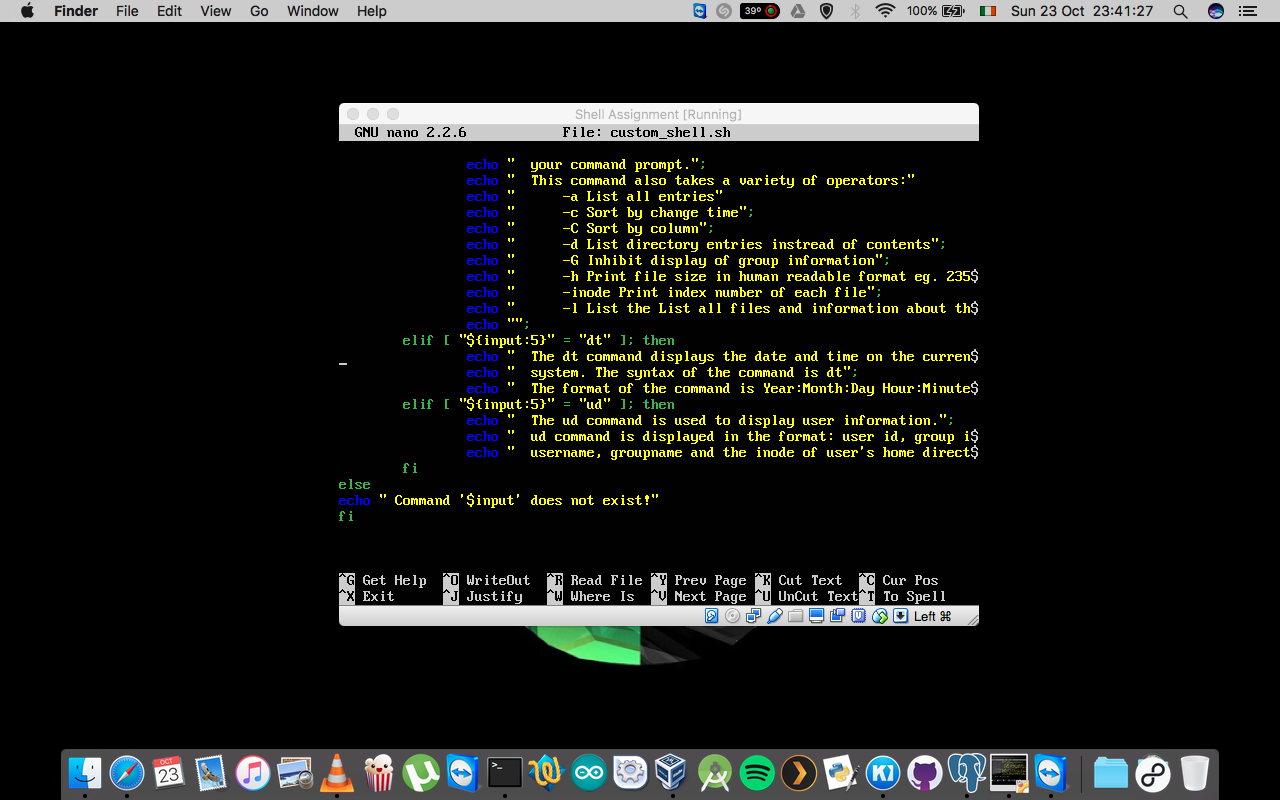 Finder File Edit View Go Window Help 39° 100% Sun 23 Oct 23:41:27
Shell Assignment [Running]
GNU nano 2.2.6 File: custom_shell.sh
echo "  your command prompt.";
echo "  This command also takes a variety of operators:"
echo "      -a List all entries"
echo "      -c Sort by change time";
echo "      -C Sort by column";
echo "      -d List directory entries instread of contents";
echo "      -G Inhibit display of group information";
echo "      -h Print file size in human readable format eg. 235$
echo "      -inode Print index number of each file";
echo "      -l List the List all files and information about th$
echo "";
elif [ "${input:5}" = "dt" ]; then
echo "  The dt command displays the date and time on the curren$
echo "  system. The syntax of the command is dt";
echo "  The format of the command is Year:Month:Day Hour:Minute$
elif [ "${input:5}" = "ud" ]; then
echo "  The ud command is used to display user information.";
echo "  ud command is displayed in the format: user id, group i$
echo "  username, groupname and the inode of user's home direct$
fi
else
echo " Command '$input' does not exist!"
fi
^G Get Help ^O WriteOut ^R Read File ^Y Prev Page ^K Cut Text ^C Cur Pos
^X Exit ^J Justify ^W Where Is ^V Next Page ^U UnCut Text ^T To Spell
Left ⌘
OCT
23
>_
K1